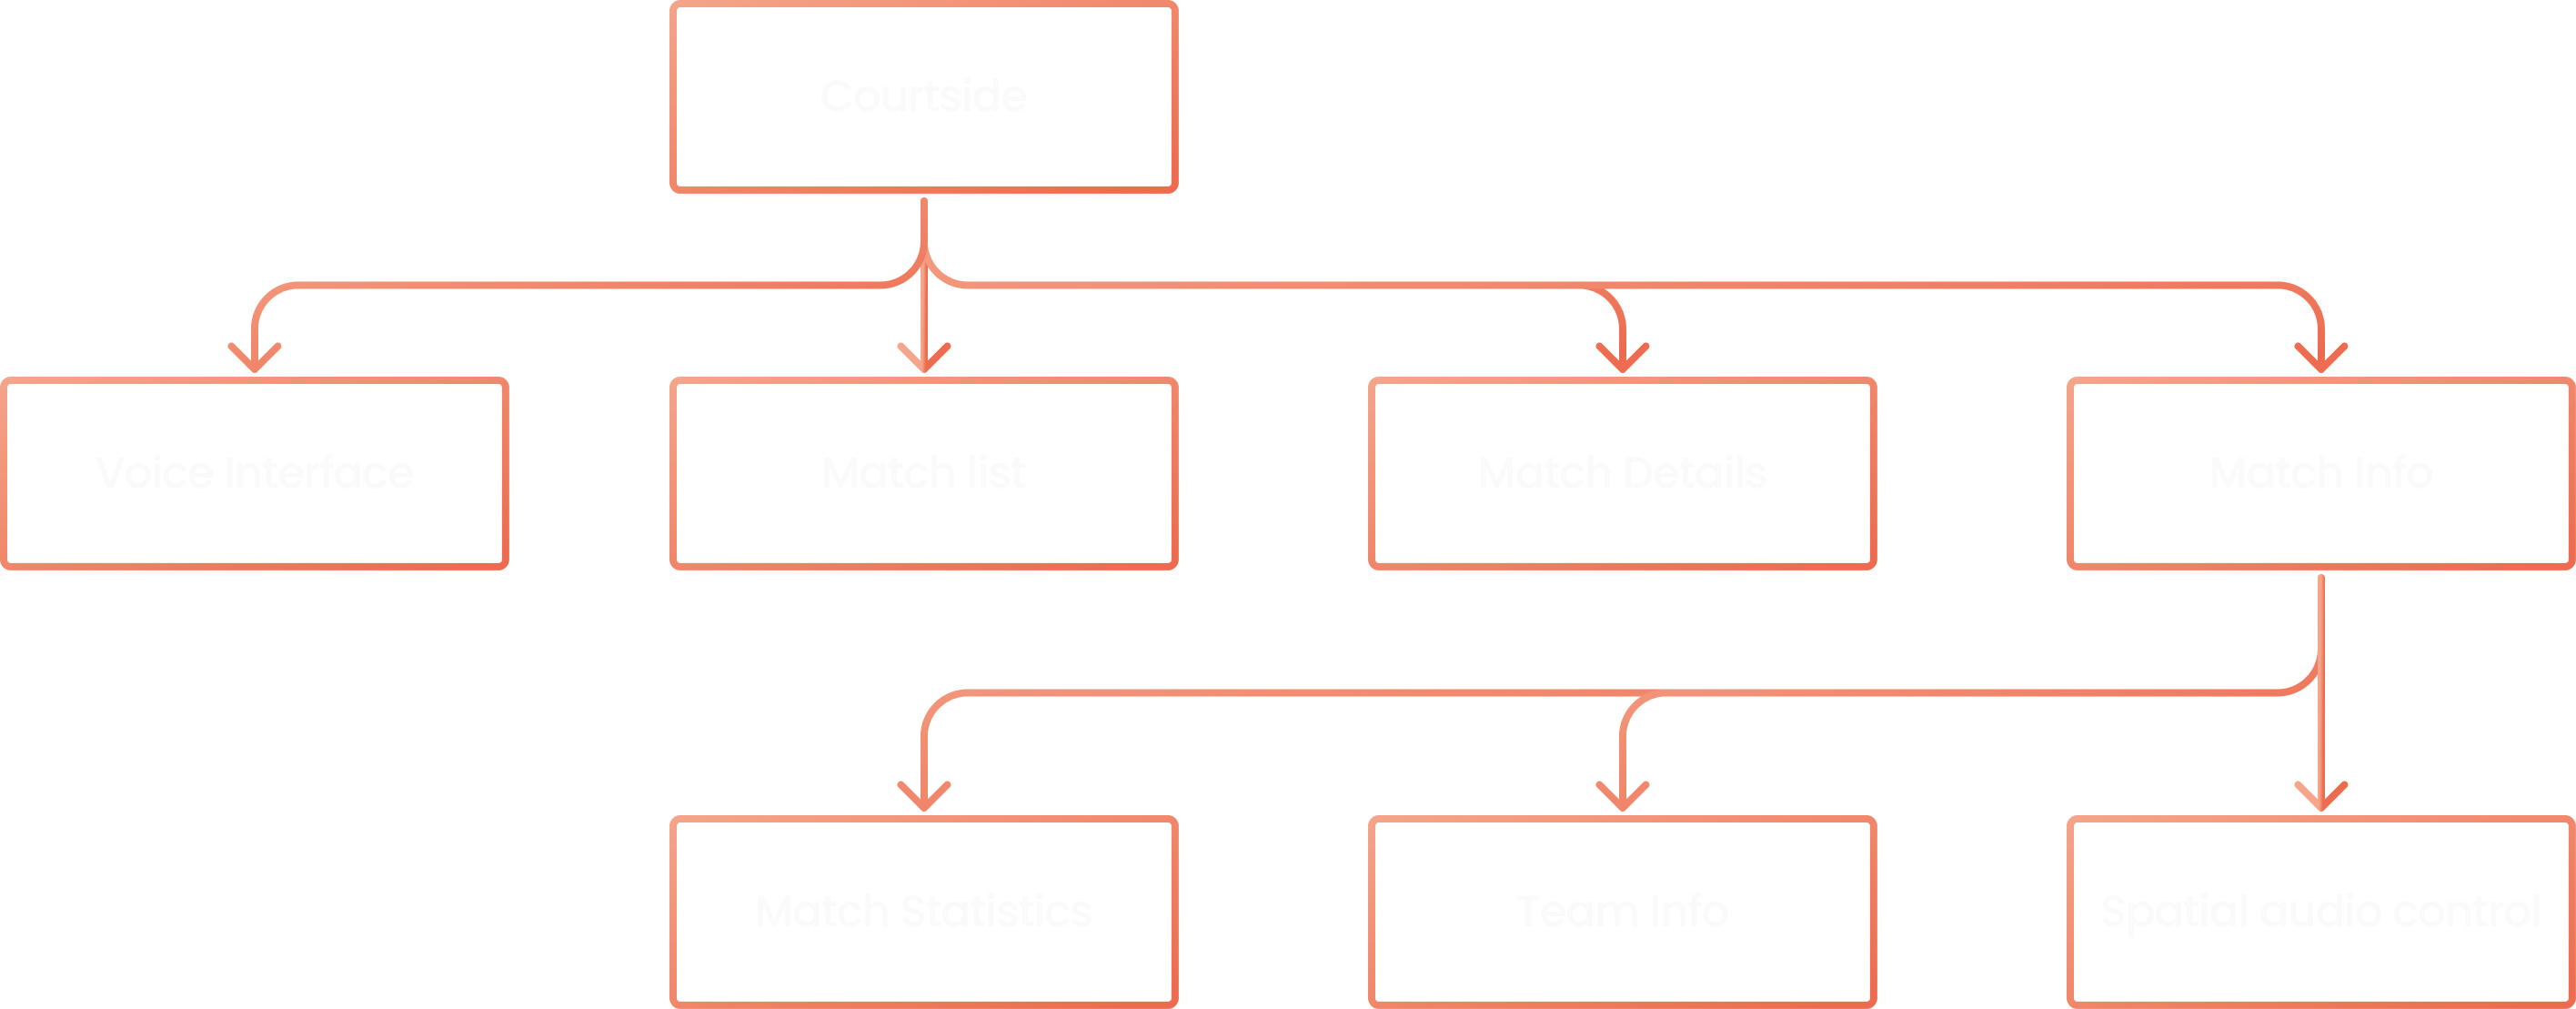 Courtside
Voice Interface
Match list
Match Details
Match Info
Match Statistics
Team Info
Spatial audio control